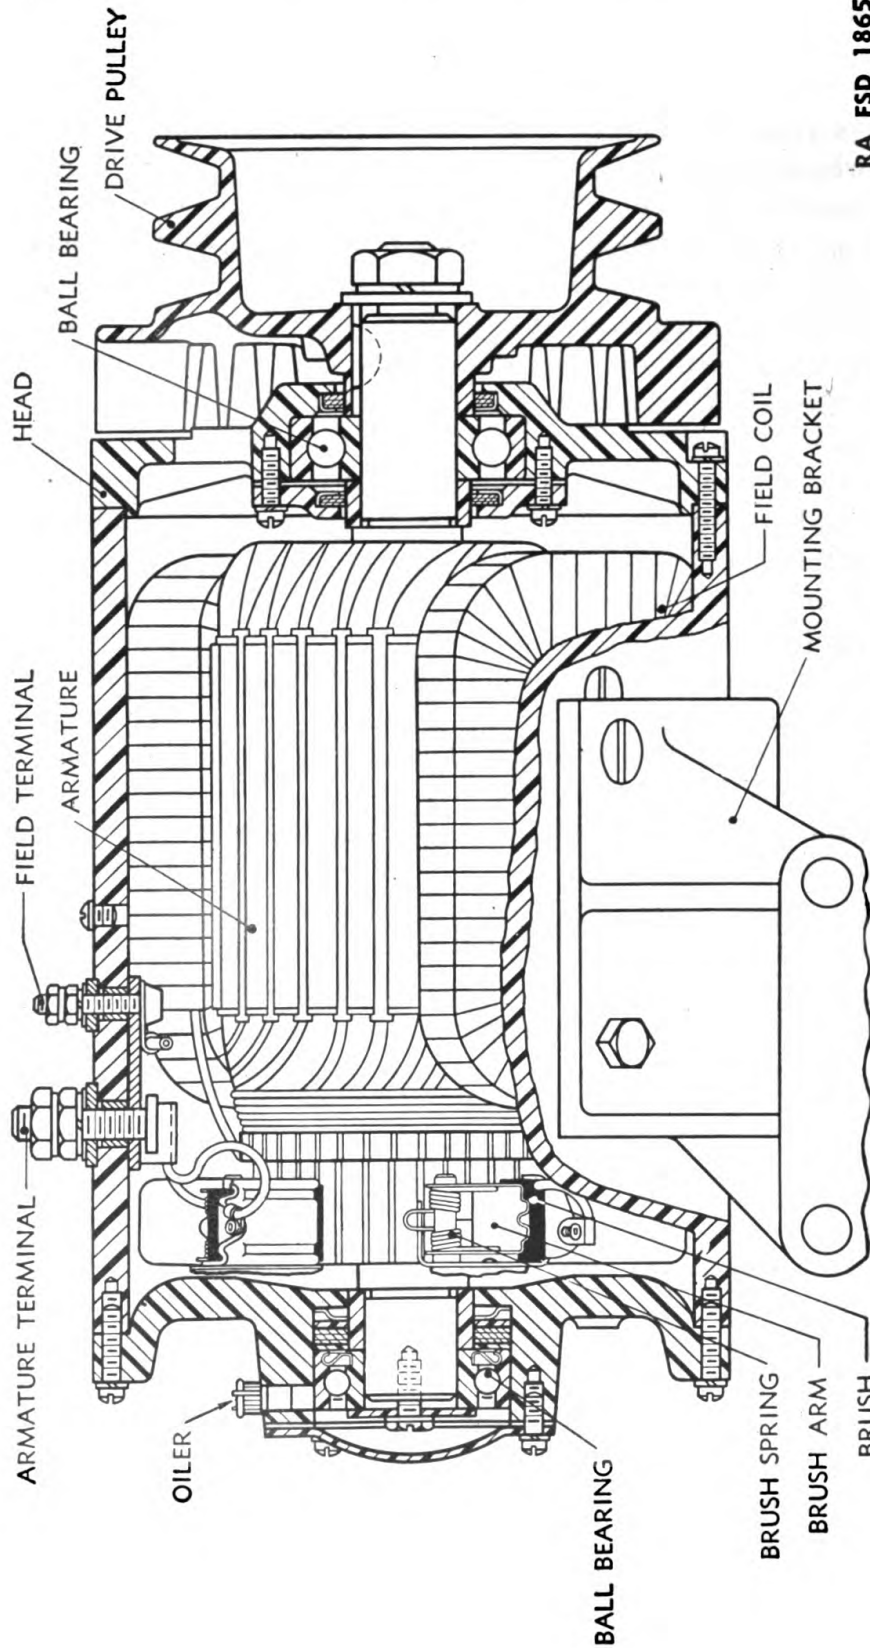 ARMATURE TERMINAL
FIELD TERMINAL
HEAD
ARMATURE
BALL BEARING
DRIVE PULLEY
OILER
BALL BEARING
BRUSH SPRING
BRUSH ARM
BRUSH
FIELD COIL
MOUNTING BRACKET
RA FSD 1865